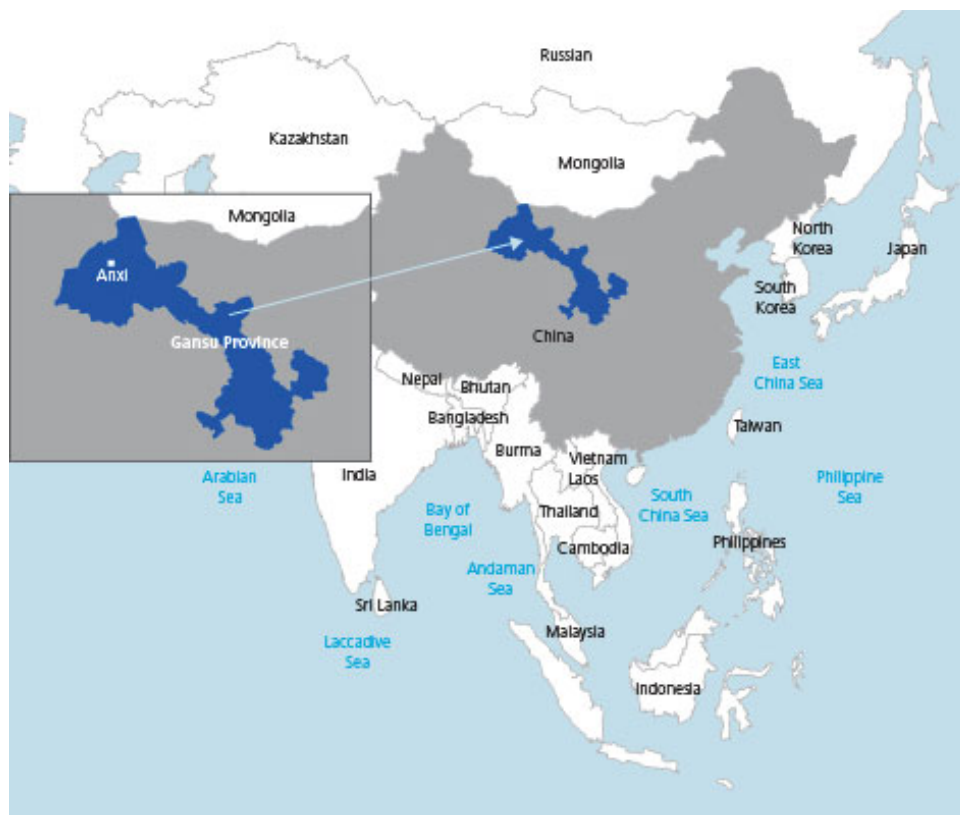 Russian
Kazakhstan
Mongolia
Mongolia
North
Korea
Japan
Anxi
South
Korea
Gansu Province
China
East
China Sea
Nepal
Bhutan
Bangladesh
Taiwan
Burma
Vietnam
Laos
India
Arabian
Sea
Philippine
Sea
South
China Sea
Bay of
Bengal
Thailand
Philippines
Cambodia
Andaman
Sea
Sri Lanka
Malaysia
Laccadive
Sea
Indonesia